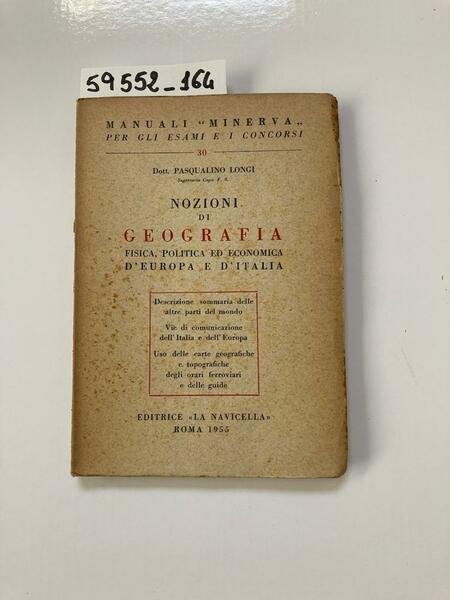 59552_164
MANUALI "MINERVA„
PER GLI ESAMI E I CONCORSI
30
Dott. PASQUALINO LONGI
Segretario Capo F. S.
NOZIONI
DI
GEOGRAFIA
FISICA, POLITICA ED ECONOMICA
D'EUROPA E D'ITALIA
Descrizione sommaria delle
altre parti del mondo
Vie di comunicazione
dell'Italia e dell'Europa
Uso delle carte geografiche
e topografiche
degli orari ferroviari
e delle guide
EDITRICE «LA NAVICELLA»
ROMA 1955